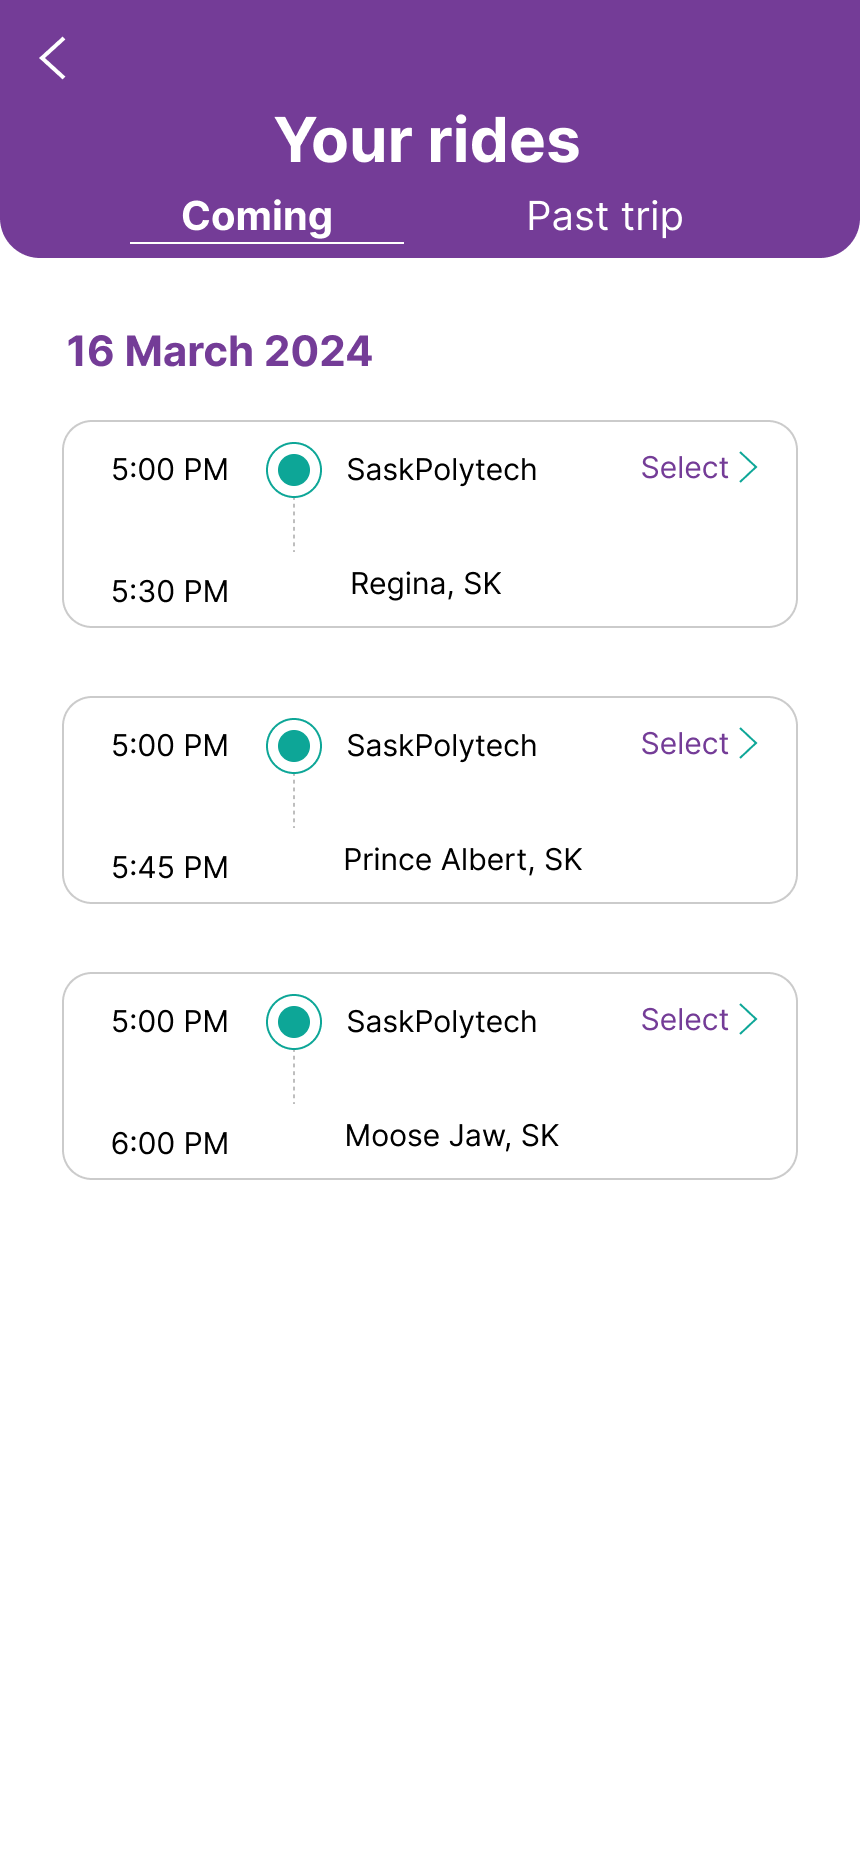 Your rides
Coming Past trip
16 March 2024
5:00 PM SaskPolytech Select
5:30 PM Regina, SK
5:00 PM SaskPolytech Select
5:45 PM Prince Albert, SK
5:00 PM SaskPolytech Select
6:00 PM Moose Jaw, SK